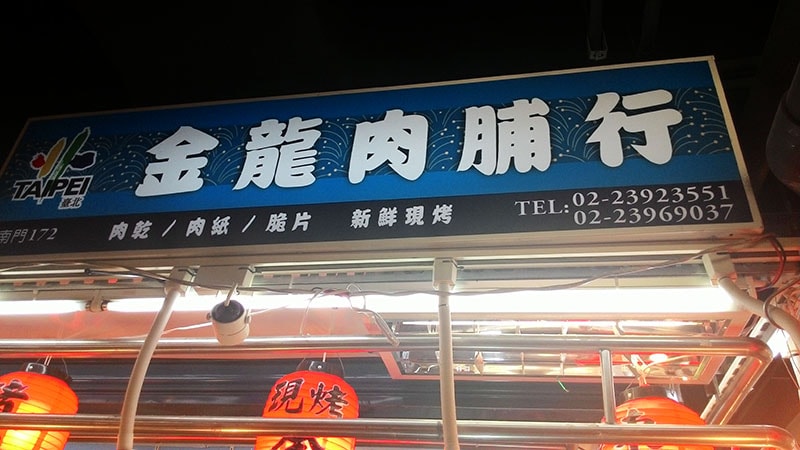 金龍肉脯行
TAIPEI
臺北
南門172
肉乾/肉紙/脆片 新鮮現烤
TEL:02-23923551
02-23969037
現烤